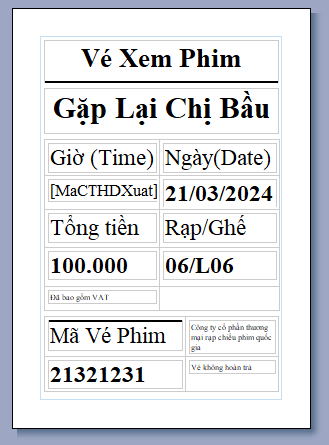 Vé Xem Phim
Gặp Lại Chị Bầu
Giờ (Time) Ngày(Date)
[MaCTHDXuat] 21/03/2024
Tổng tiền Rạp/Ghế
100.000 06/L06
Đã bao gồm VAT
Mã Vé Phim
Công ty cổ phần thương
mại rạp chiếu phim quốc
gia
21321231
Vé không hoàn trả